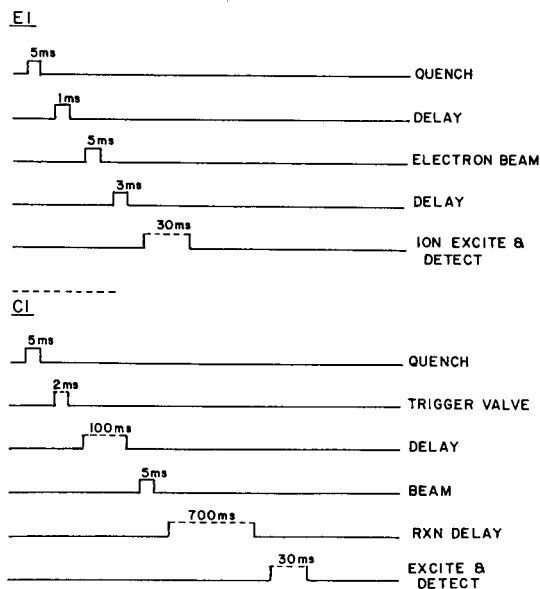 EI
5ms
QUENCH
1ms
DELAY
5ms
ELECTRON BEAM
3ms
DELAY
30ms
ION EXCITE &
DETECT
CI
5ms
QUENCH
2ms
TRIGGER VALVE
100ms
DELAY
5ms
BEAM
700ms
RXN DELAY
30ms
EXCITE &
DETECT